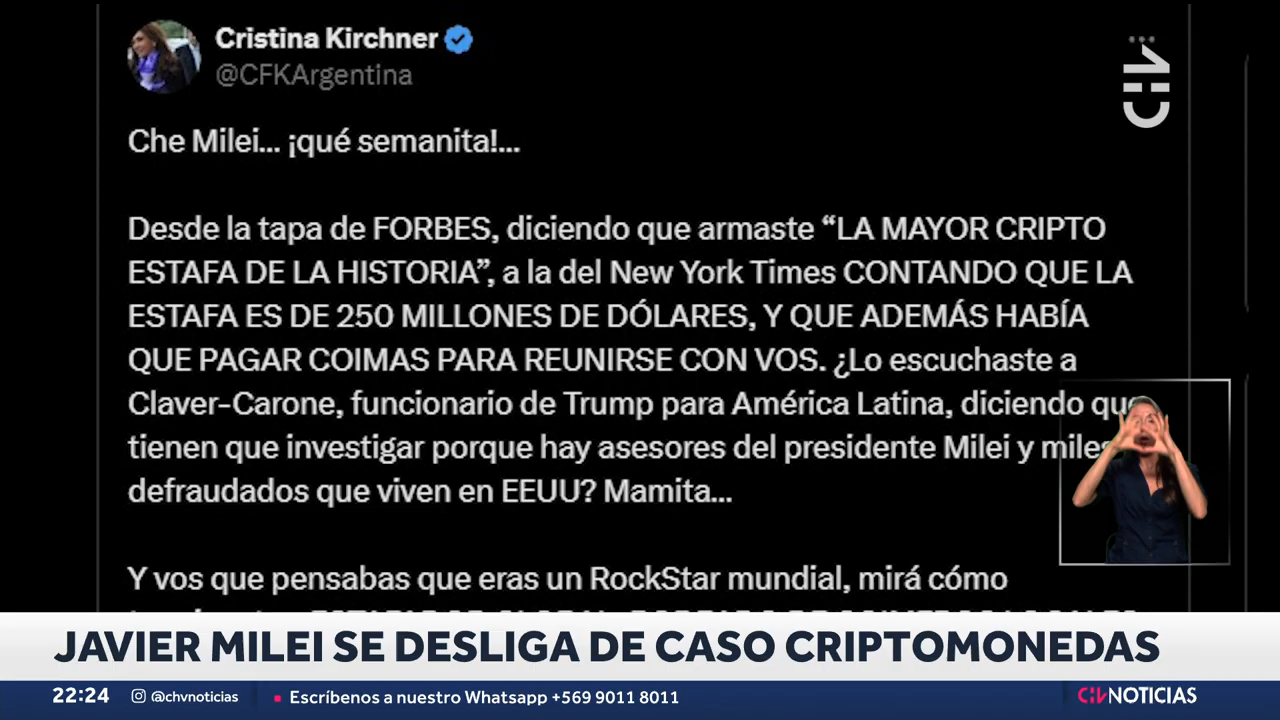 Cristina Kirchner
@CFKArgentina
CHV
Che Milei... ¡qué semanita!...
Desde la tapa de FORBES, diciendo que armaste “LA MAYOR CRIPTO
ESTAFA DE LA HISTORIA”, a la del New York Times CONTANDO QUE LA
ESTAFA ES DE 250 MILLONES DE DÓLARES, Y QUE ADEMÁS HABÍA
QUE PAGAR COIMAS PARA REUNIRSE CON VOS. ¿Lo escuchaste a
Claver-Carone, funcionario de Trump para América Latina, diciendo que
tienen que investigar porque hay asesores del presidente Milei y miles
defraudados que viven en EEUU? Mamita...
Y vos que pensabas que eras un RockStar mundial, mirá cómo
JAVIER MILEI SE DESLIGA DE CASO CRIPTOMONEDAS
22:24 @chvnoticias Escríbenos a nuestro Whatsapp +569 9011 8011 CHV NOTICIAS